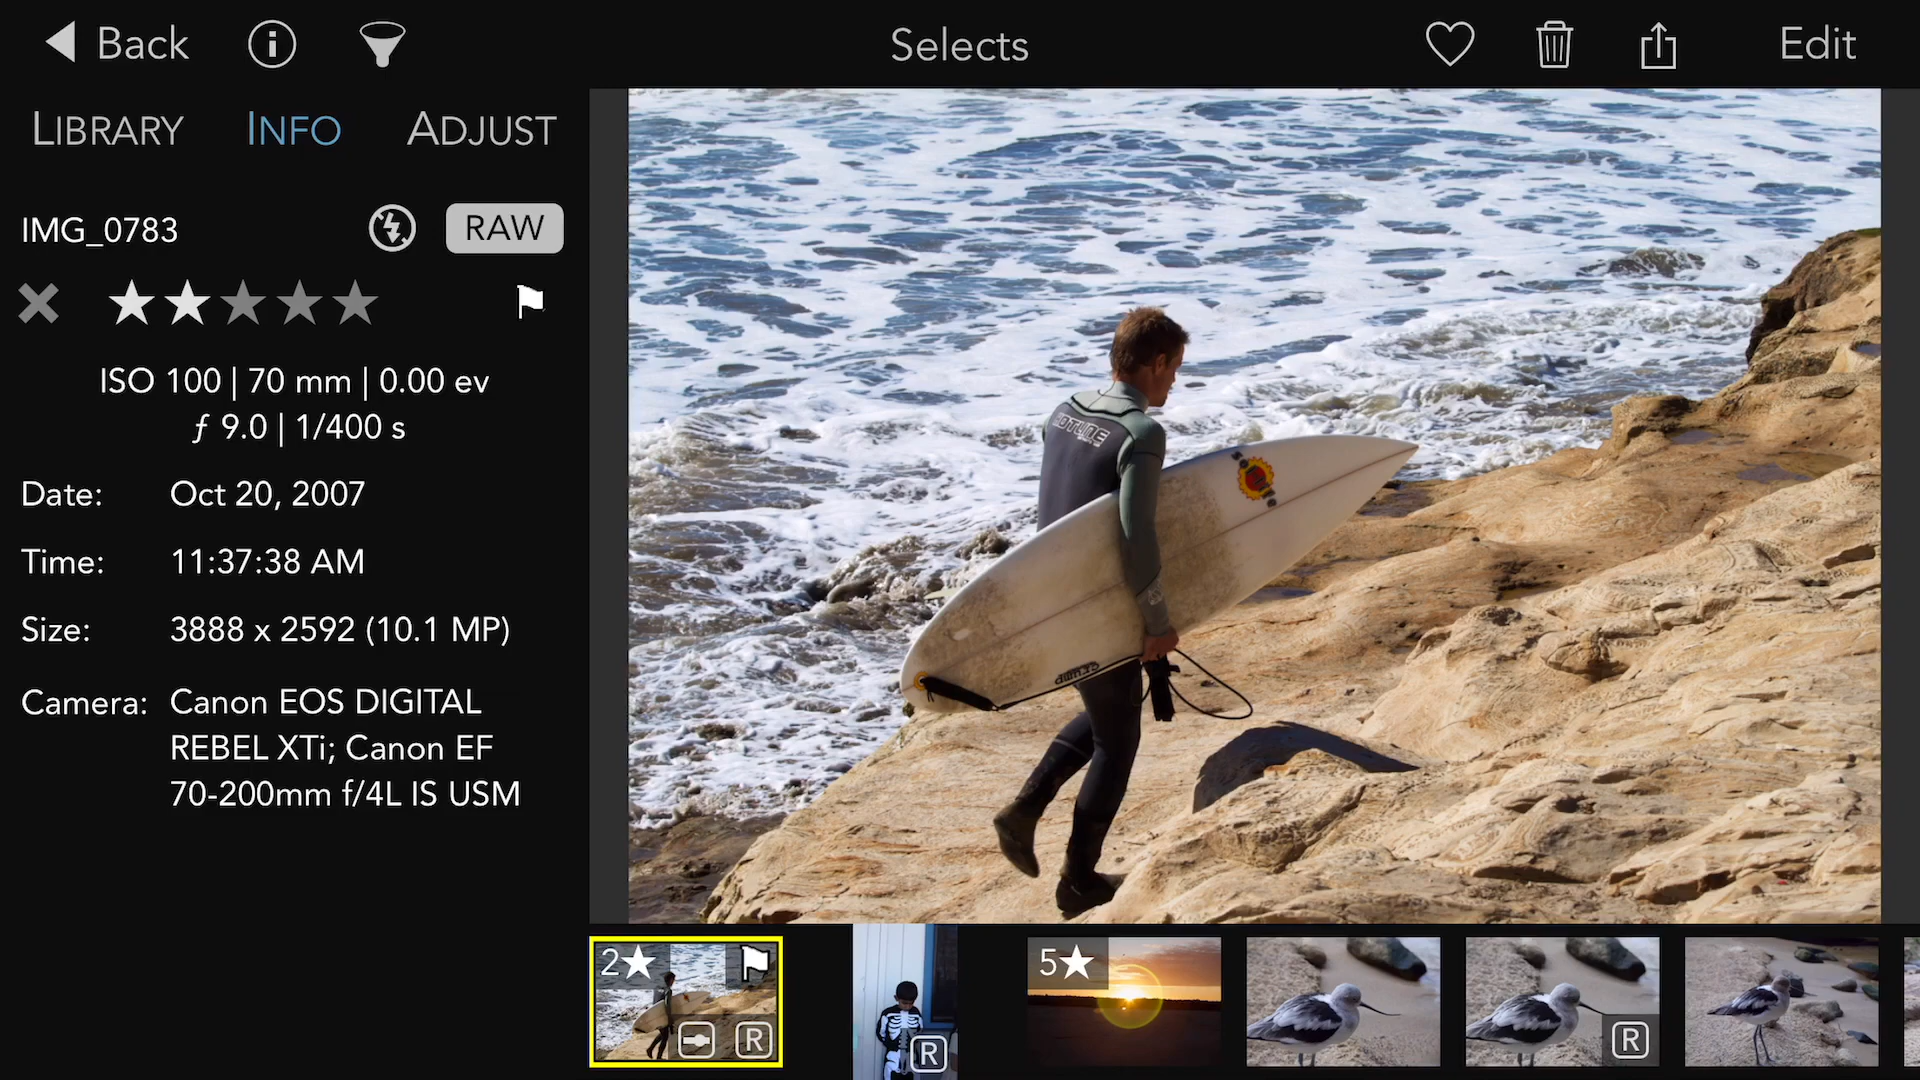 Back
Selects
Edit
LIBRARY INFO ADJUST
IMG_0783 RAW
ISO 100 | 70 mm | 0.00 ev
ƒ 9.0 | 1/400 s
Date: Oct 20, 2007
Time: 11:37:38 AM
Size: 3888 x 2592 (10.1 MP)
Camera: Canon EOS DIGITAL
REBEL XTi; Canon EF
70-200mm f/4L IS USM
HOTLINE
2★
R
R
5★
R